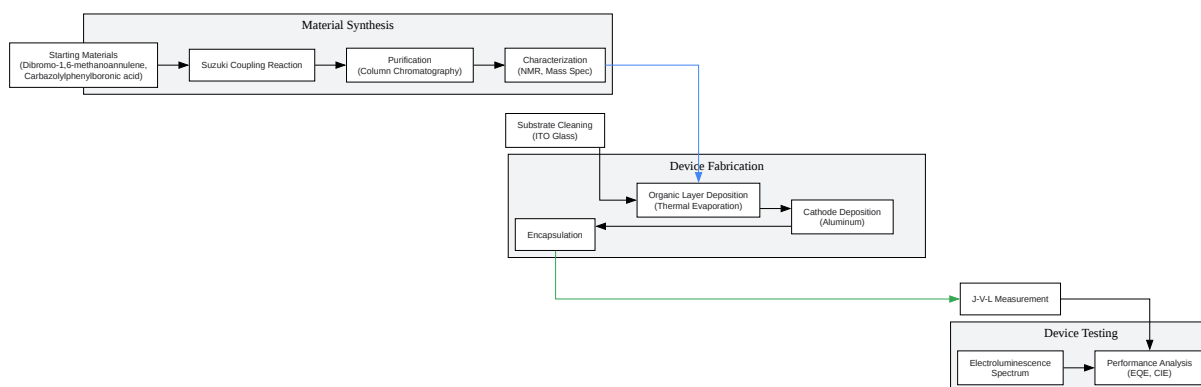 Material Synthesis
Starting Materials
(Dibromo-1,6-methanoannulene,
Carbazolylphenylboronic acid)
Suzuki Coupling Reaction
Purification
(Column Chromatography)
Characterization
(NMR, Mass Spec)
Substrate Cleaning
(ITO Glass)
Device Fabrication
Organic Layer Deposition
(Thermal Evaporation)
Cathode Deposition
(Aluminum)
Encapsulation
J-V-L Measurement
Device Testing
Electroluminescence
Spectrum
Performance Analysis
(EQE, CIE)